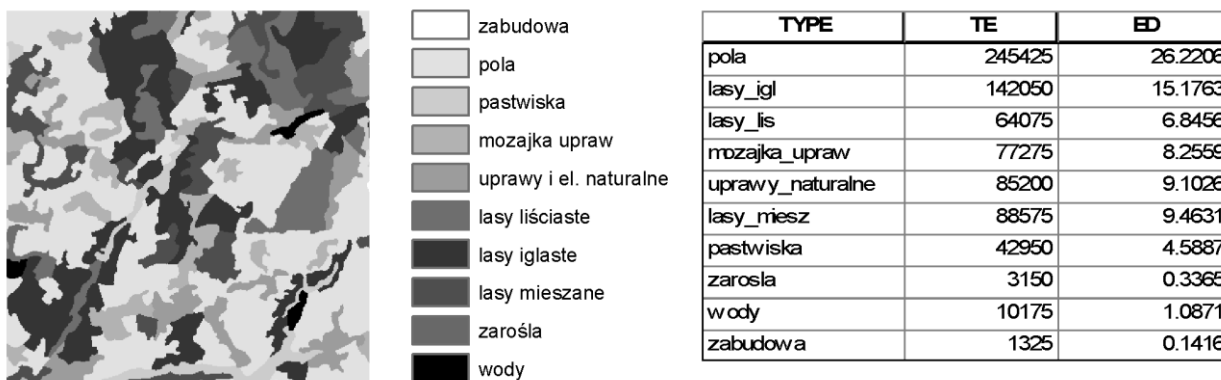 zabudowa
pola
pastwiska
mozajka upraw
uprawy i el. naturalne
lasy liściaste
lasy iglaste
lasy mieszane
zarośla
wody
TYPE TE ED
pola 245425 26.2206
lasy_igl 142050 15.1763
lasy_lis 64075 6.8456
mozajka_upraw 77275 8.2559
uprawy_naturalne 85200 9.1026
lasy_miesz 88575 9.4631
pastwiska 42950 4.5887
zarosla 3150 0.3365
wody 10175 1.0871
zabudowa 1325 0.1416